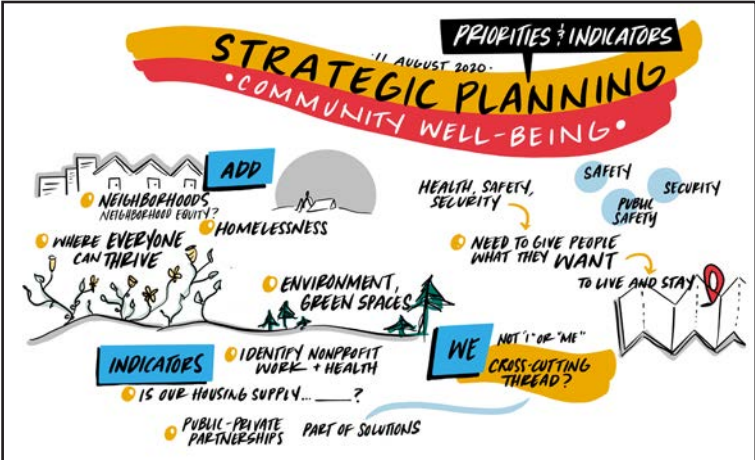 PRIORITIES & INDICATORS
·11 AUGUST 2020·
STRATEGIC PLANNING
•COMMUNITY WELL-BEING•
ADD
NEIGHBORHOODS
NEIGHBORHOOD EQUITY?
HOMELESSNESS
WHERE EVERYONE
CAN THRIVE
ENVIRONMENT,
GREEN SPACES
HEALTH, SAFETY,
SECURITY
SAFETY
SECURITY
PUBLIC
SAFETY
NEED TO GIVE PEOPLE
WHAT THEY WANT
TO LIVE AND STAY
INDICATORS
IDENTIFY NONPROFIT
WORK + HEALTH
IS OUR HOUSING SUPPLY... ____?
PUBLIC-PRIVATE
PARTNERSHIPS
PART OF SOLUTIONS
WE
NOT "I" OR "ME"
CROSS-CUTTING
THREAD?